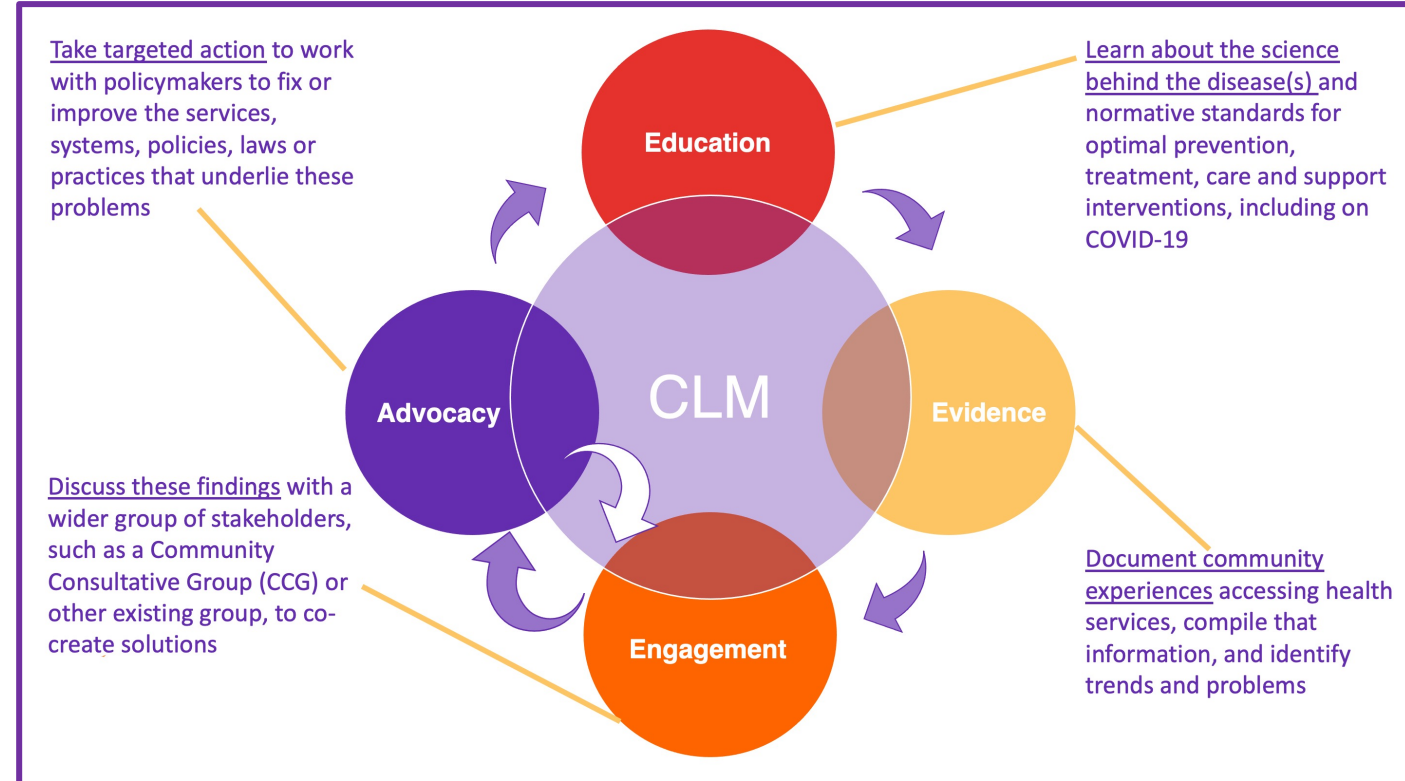 Take targeted action to work
with policymakers to fix or
improve the services,
systems, policies, laws or
practices that underlie these
problems
Education
Learn about the science
behind the disease(s) and
normative standards for
optimal prevention,
treatment, care and support
interventions, including on
COVID-19
CLM
Advocacy
Evidence
Discuss these findings with a
wider group of stakeholders,
such as a Community
Consultative Group (CCG) or
other existing group, to co-
create solutions
Engagement
Document community
experiences accessing health
services, compile that
information, and identify
trends and problems